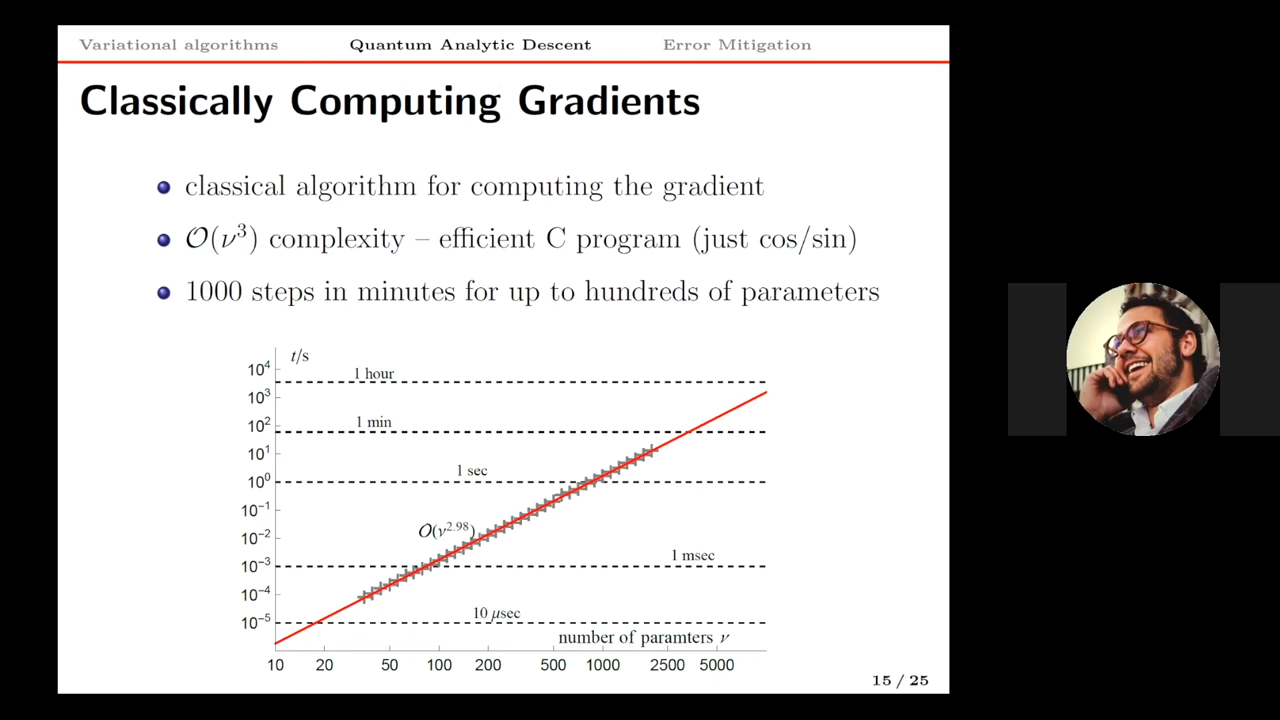 Variational algorithms Quantum Analytic Descent Error Mitigation
Classically Computing Gradients
classical algorithm for computing the gradient
𝒪(ν³) complexity – efficient C program (just cos/sin)
1000 steps in minutes for up to hundreds of parameters
t/s
10⁴
1 hour
10³
10²
1 min
10¹
10⁰
1 sec
10⁻¹
10⁻²
O(ν²·⁹⁸)
10⁻³
1 msec
10⁻⁴
10⁻⁵
10 μsec
number of paramters ν
10 20 50 100 200 500 1000 2500 5000
15 / 25